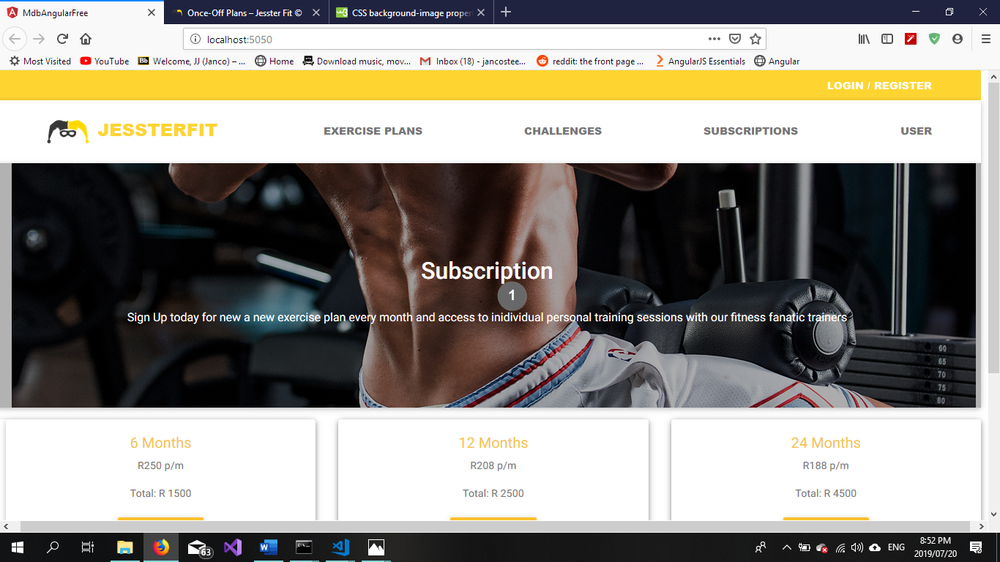 MdbAngularFree
Once-Off Plans – Jesster Fit ©
CSS background-image proper
localhost:5050
Most Visited
YouTube
Bb Welcome, JJ (Janco) – ...
Home
Download music, mov...
Inbox (18) - jancostee...
reddit: the front page ...
AngularJS Essentials
Angular
LOGIN / REGISTER
JESSTERFIT
EXERCISE PLANS
CHALLENGES
SUBSCRIPTIONS
USER
Subscription
1
Sign Up today for new a new exercise plan every month and access to inidividual personal training sessions with our fitness fanatic trainers
60
65
70
75
80
6 Months
R250 p/m
Total: R 1500
12 Months
R208 p/m
Total: R 2500
24 Months
R188 p/m
Total: R 4500
63
ENG
8:52 PM
2019/07/20